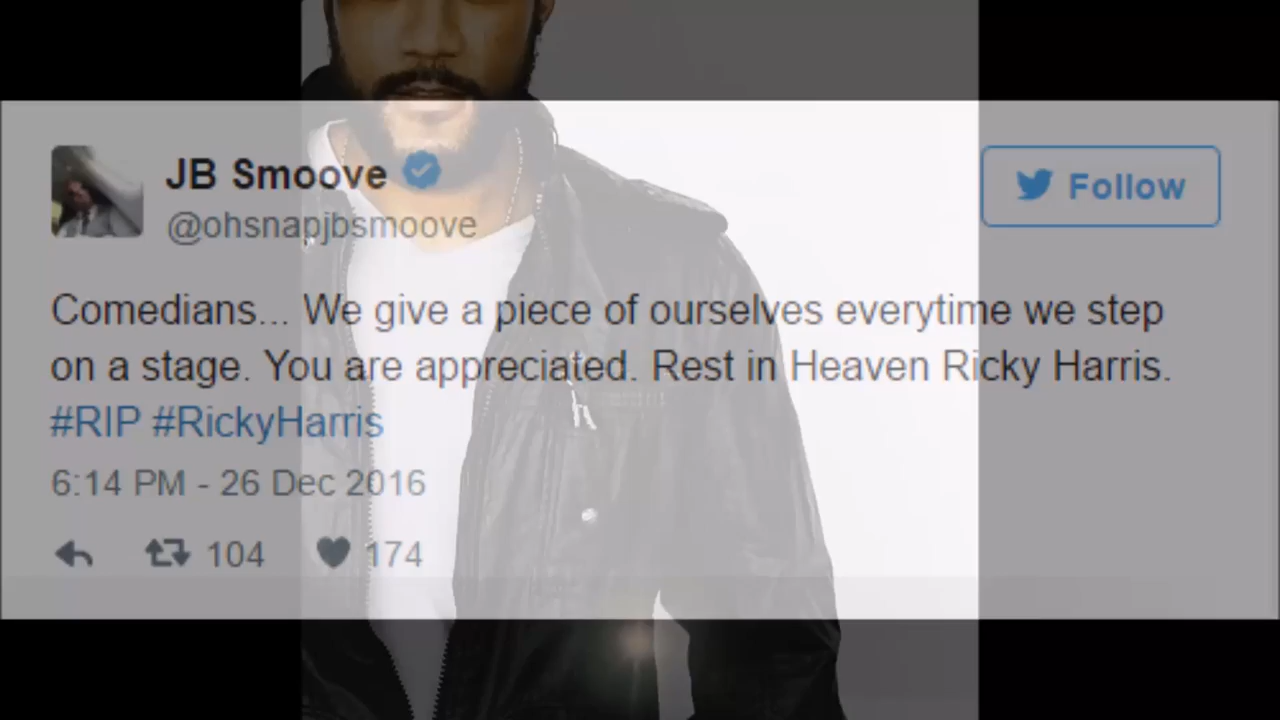 JB Smoove
Follow
@ohsnapjbsmoove
Comedians... We give a piece of ourselves everytime we step
on a stage. You are appreciated. Rest in Heaven Ricky Harris.
#RIP #RickyHarris
6:14 PM - 26 Dec 2016
104 174